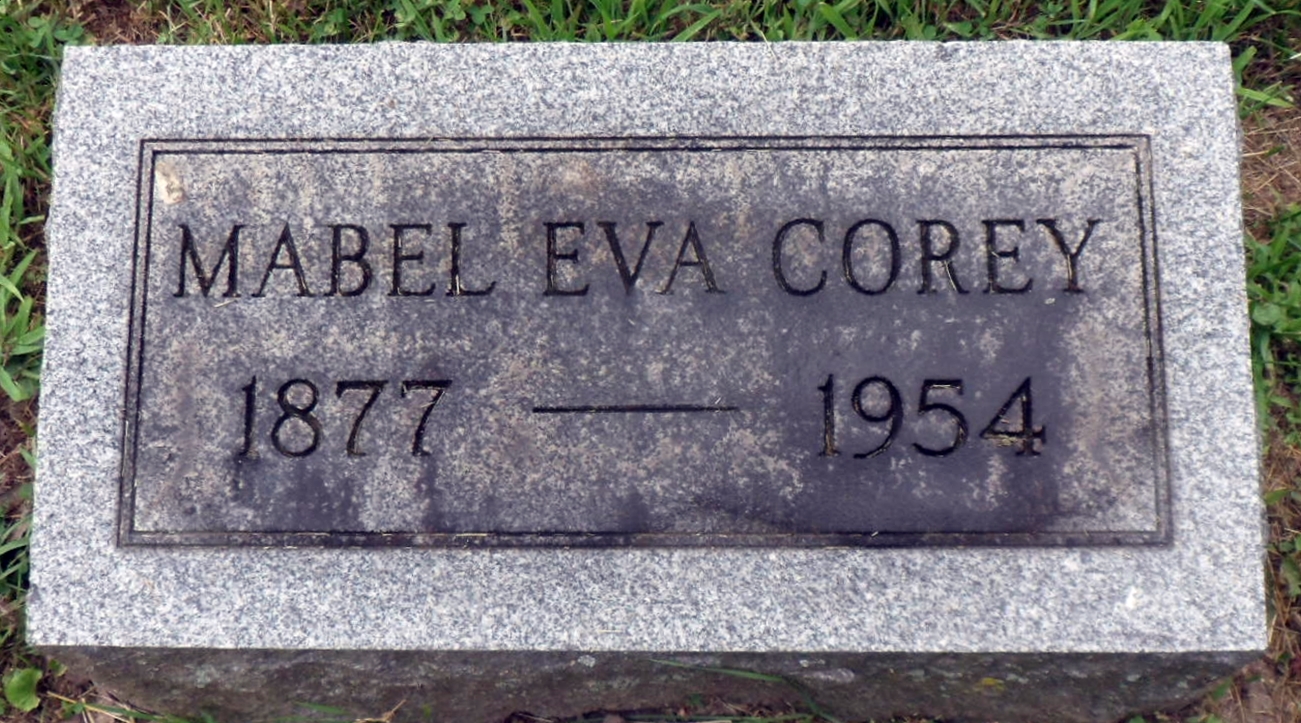 MABEL EVA COREY
1877 — 1954